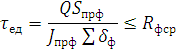 τед = QSпрф / Jпрф ∑ δф ≤ Rфср